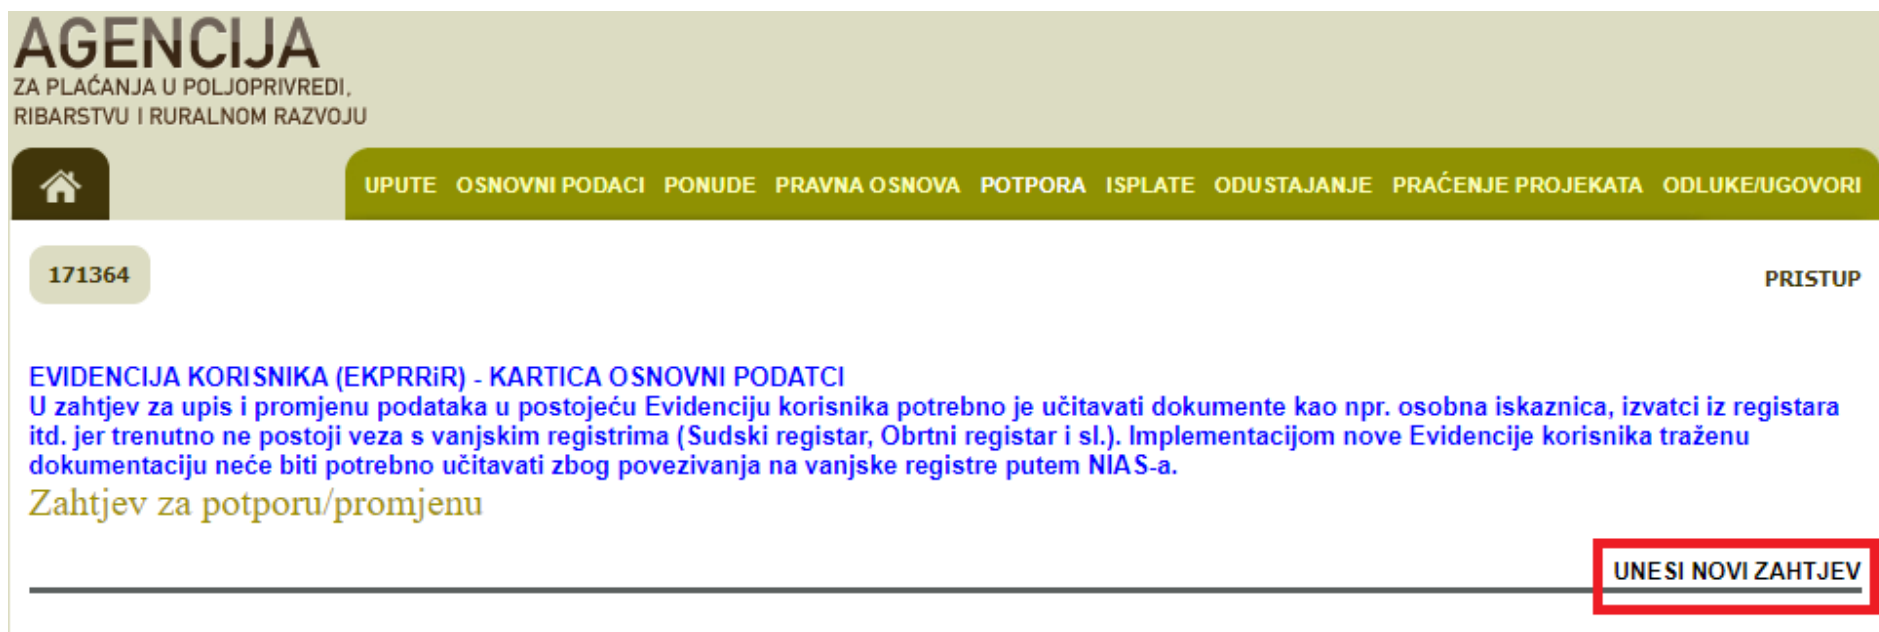 AGENCIJA
ZA PLAĆANJA U POLJOPRIVREDI,
RIBARSTVU I RURALNOM RAZVOJU
UPUTE OSNOVNI PODACI PONUDE PRAVNA OSNOVA POTPORA ISPLATE ODUSTAJANJE PRAĆENJE PROJEKATA ODLUKE/UGOVORI
171364
PRISTUP
EVIDENCIJA KORISNIKA (EKPRRiR) - KARTICA OSNOVNI PODATCI
U zahtjev za upis i promjenu podataka u postojeću Evidenciju korisnika potrebno je učitavati dokumente kao npr. osobna iskaznica, izvatci iz registara
itd. jer trenutno ne postoji veza s vanjskim registrima (Sudski registar, Obrtni registar i sl.). Implementacijom nove Evidencije korisnika traženu
dokumentaciju neće biti potrebno učitavati zbog povezivanja na vanjske registre putem NIAS-a.
Zahtjev za potporu/promjenu
UNESI NOVI ZAHTJEV